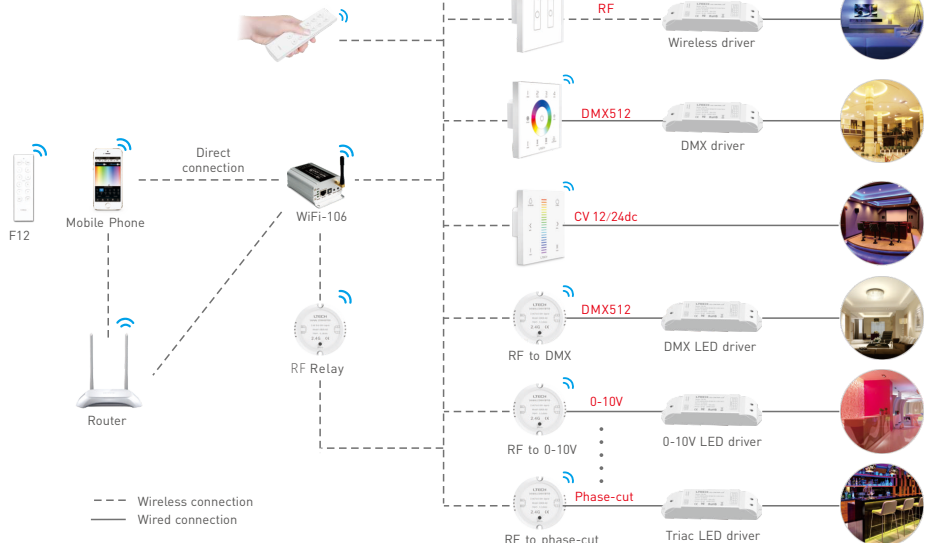 RF
Wireless driver
DMX512
DMX driver
Direct
connection
F12
Mobile Phone
WiFi-106
CV 12/24dc
DMX512
RF to DMX
DMX LED driver
RF Relay
Router
0-10V
RF to 0-10V
0-10V LED driver
Phase-cut
RF to phase-cut
Triac LED driver
Wireless connection
Wired connection